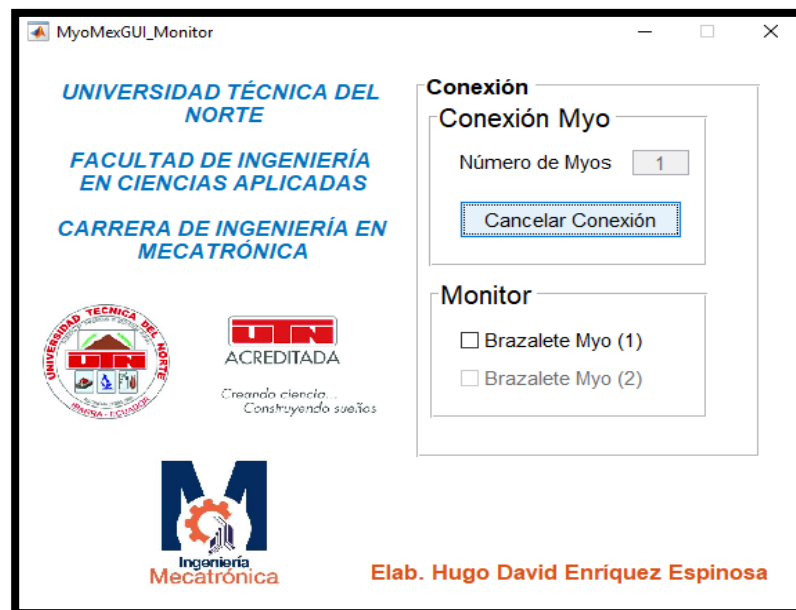 MyoMexGUI_Monitor
UNIVERSIDAD TÉCNICA DEL
NORTE
FACULTAD DE INGENIERÍA
EN CIENCIAS APLICADAS
CARRERA DE INGENIERÍA EN
MECATRÓNICA
UNIVERSIDAD TECNICA DEL NORTE
UTN
IBARRA - ECUADOR
UTN
ACREDITADA
Creando ciencia...
Construyendo sueños
Ingeniería
Mecatrónica
Conexión
Conexión Myo
Número de Myos 1
Cancelar Conexión
Monitor
Brazalete Myo (1)
Brazalete Myo (2)
Elab. Hugo David Enríquez Espinosa